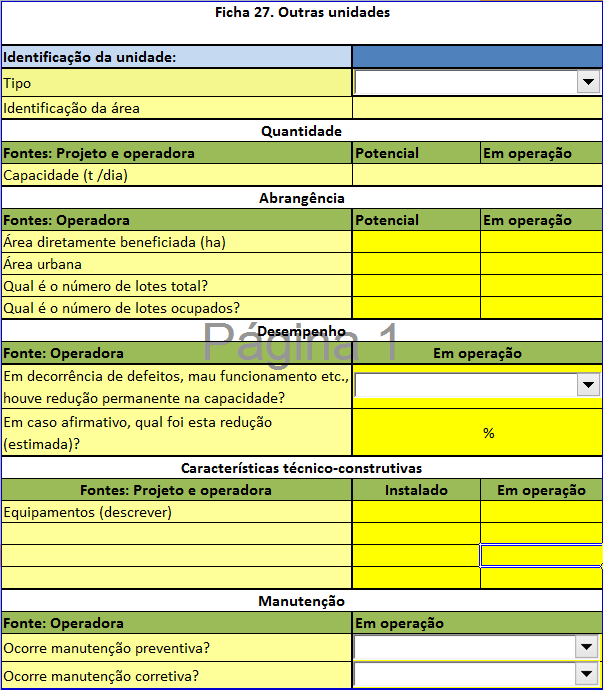 Ficha 27. Outras unidades
Identificação da unidade:
Tipo
Identificação da área
Quantidade
Fontes: Projeto e operadora Potencial Em operação
Capacidade (t /dia)
Abrangência
Fontes: Operadora Potencial Em operação
Área diretamente beneficiada (ha)
Área urbana
Qual é o número de lotes total?
Qual é o número de lotes ocupados?
Desempenho
Página 1
Fonte: Operadora Em operação
Em decorrência de defeitos, mau funcionamento etc.,
houve redução permanente na capacidade?
Em caso afirmativo, qual foi esta redução
(estimada)? %
Características técnico-construtivas
Fontes: Projeto e operadora Instalado Em operação
Equipamentos (descrever)
Manutenção
Fonte: Operadora Em operação
Ocorre manutenção preventiva?
Ocorre manutenção corretiva?